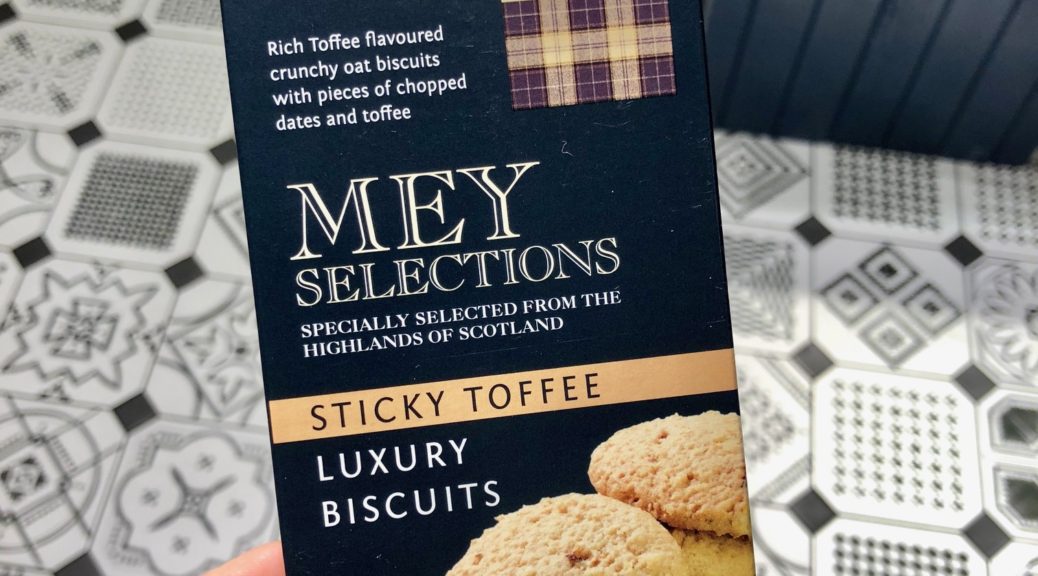 Rich Toffee flavoured
crunchy oat biscuits
with pieces of chopped
dates and toffee
MEY
SELECTIONS
SPECIALLY SELECTED FROM THE
HIGHLANDS OF SCOTLAND
STICKY TOFFEE
LUXURY
BISCUITS